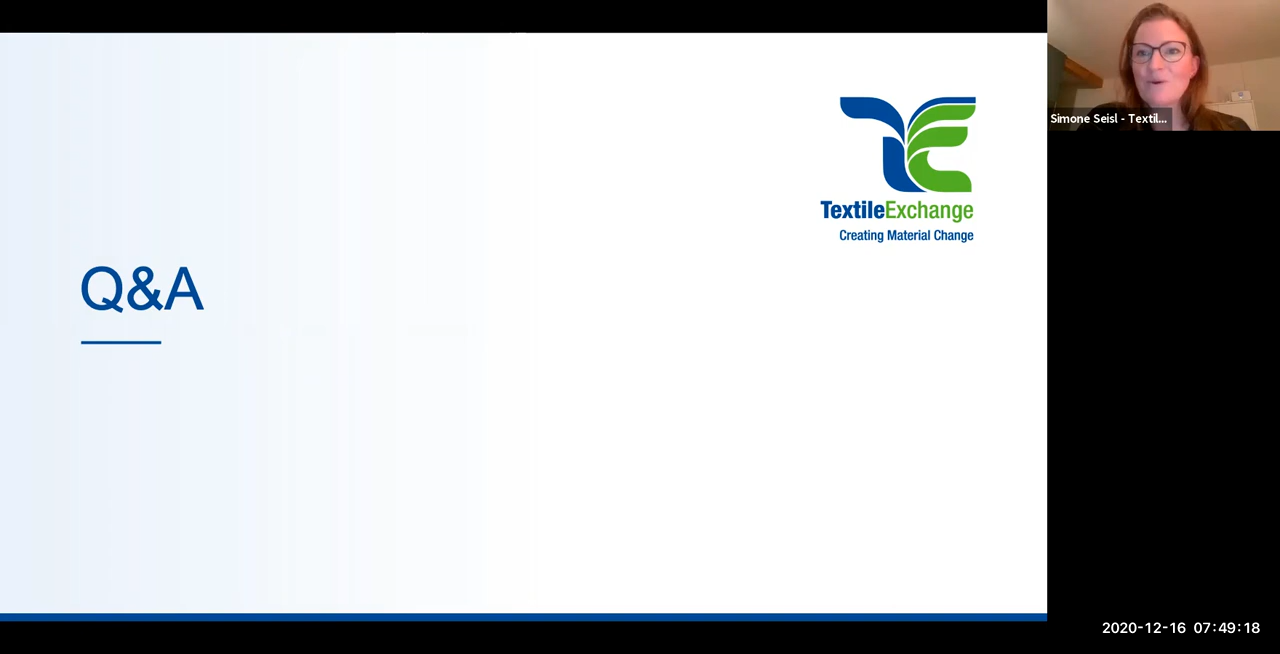 TextileExchange
Creating Material Change
Q&A
Simone Seisl - Textil...
2020-12-16 07:49:18